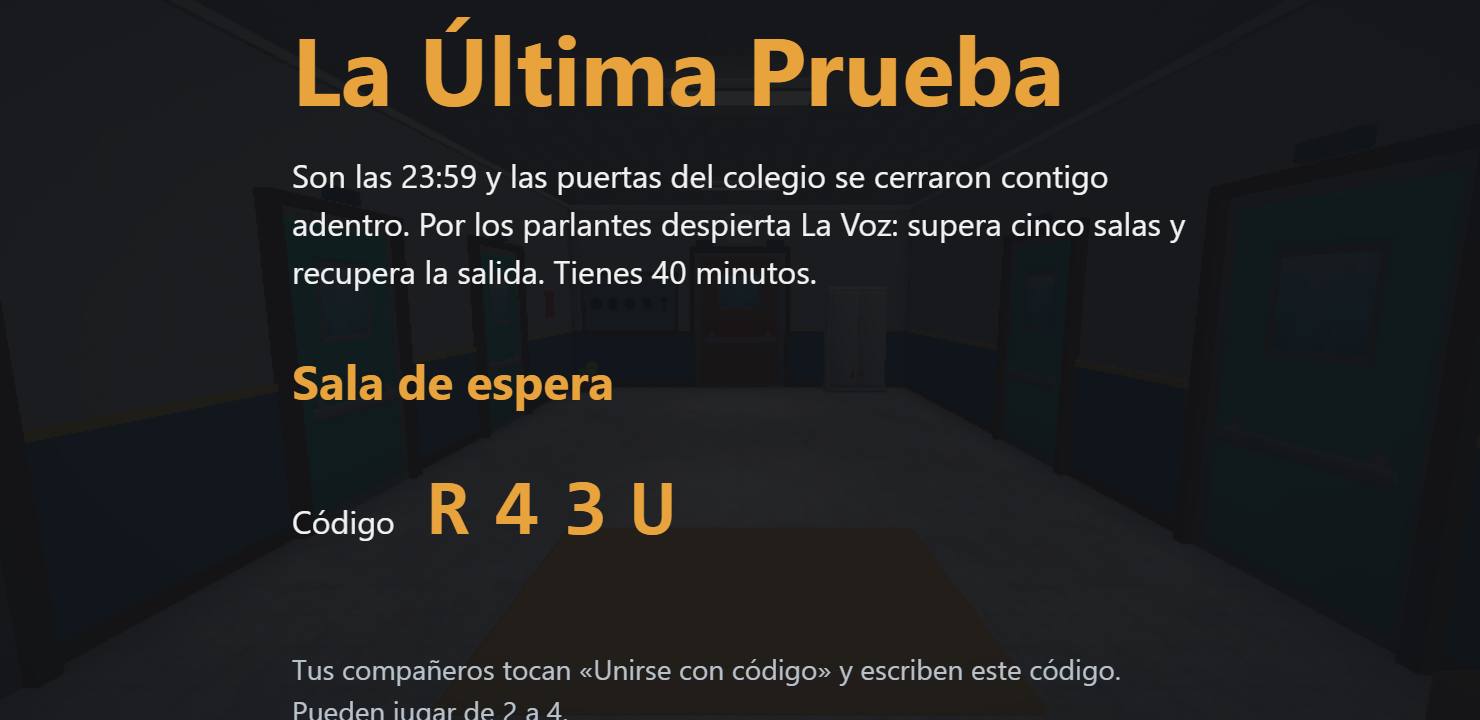 La Última Prueba
Son las 23:59 y las puertas del colegio se cerraron contigo
adentro. Por los parlantes despierta La Voz: supera cinco salas y
recupera la salida. Tienes 40 minutos.
Sala de espera
Código R 4 3 U
Tus compañeros tocan «Unirse con código» y escriben este código.
Pueden jugar de 2 a 4.